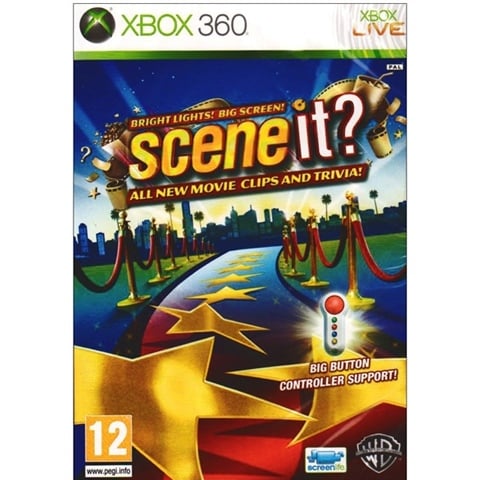 XBOX 360
XBOX
LIVE
PAL
BRIGHT LIGHTS! BIG SCREEN!
scene it?
ALL NEW MOVIE CLIPS AND TRIVIA!
BIG BUTTON
CONTROLLER SUPPORT!
12
www.pegi.info
screenlife
WB